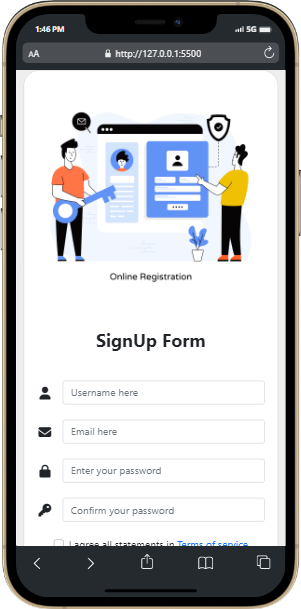 1:46 PM 5G
AA http://127.0.0.1:5500
Online Registration
SignUp Form
Username here
Email here
Enter your password
Confirm your password
I agree all statements in Terms of service